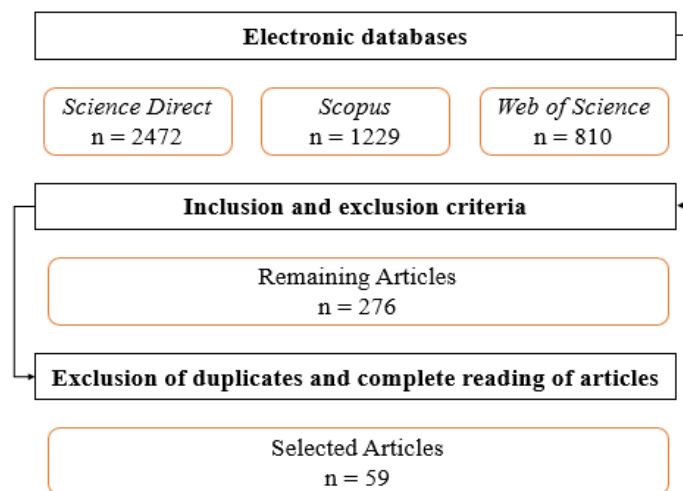 Electronic databases
Science Direct
n = 2472
Scopus
n = 1229
Web of Science
n = 810
Inclusion and exclusion criteria
Remaining Articles
n = 276
Exclusion of duplicates and complete reading of articles
Selected Articles
n = 59